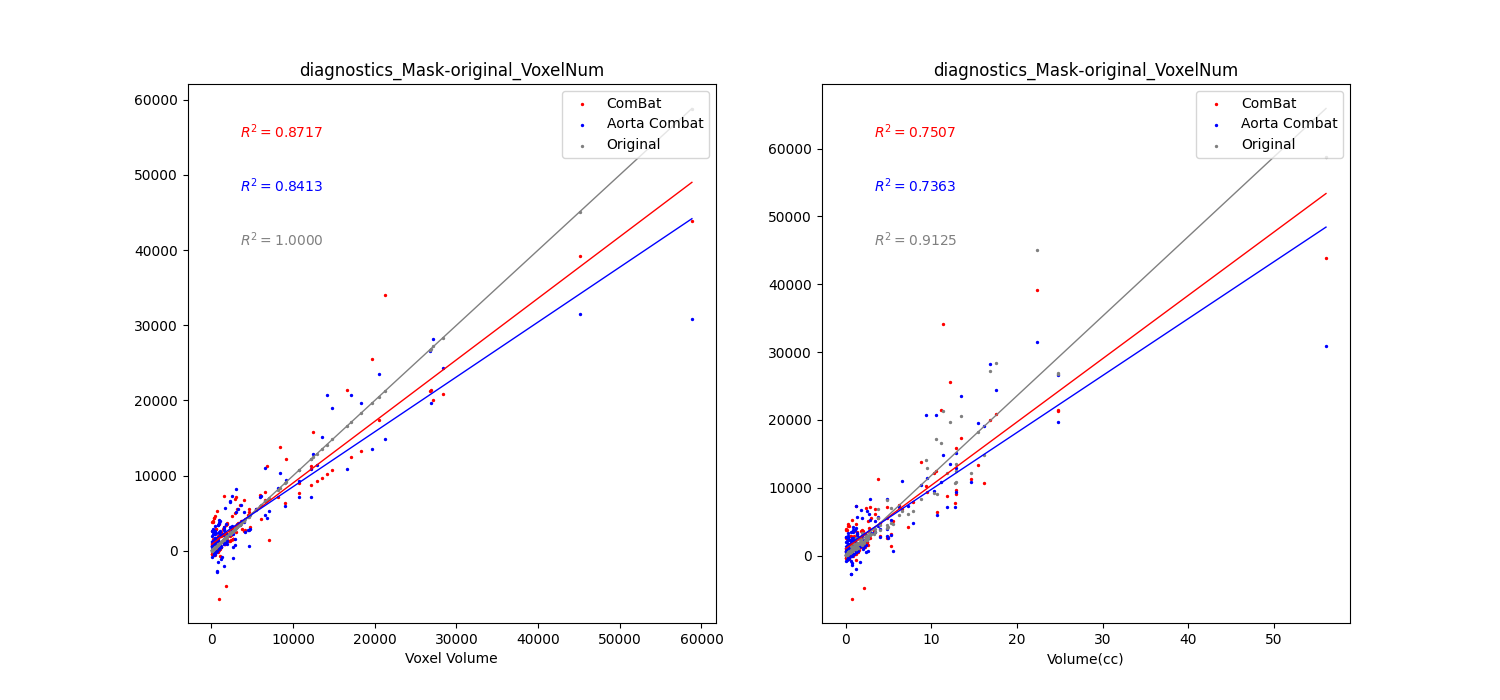 diagnostics_Mask-original_VoxelNum
60000
50000
40000
30000
20000
10000
0
R² = 0.8717
R² = 0.8413
R² = 1.0000
ComBat
Aorta Combat
Original
0 10000 20000 30000 40000 50000 60000
Voxel Volume
diagnostics_Mask-original_VoxelNum
60000
50000
40000
30000
20000
10000
0
R² = 0.7507
R² = 0.7363
R² = 0.9125
ComBat
Aorta Combat
Original
0 10 20 30 40 50
Volume(cc)